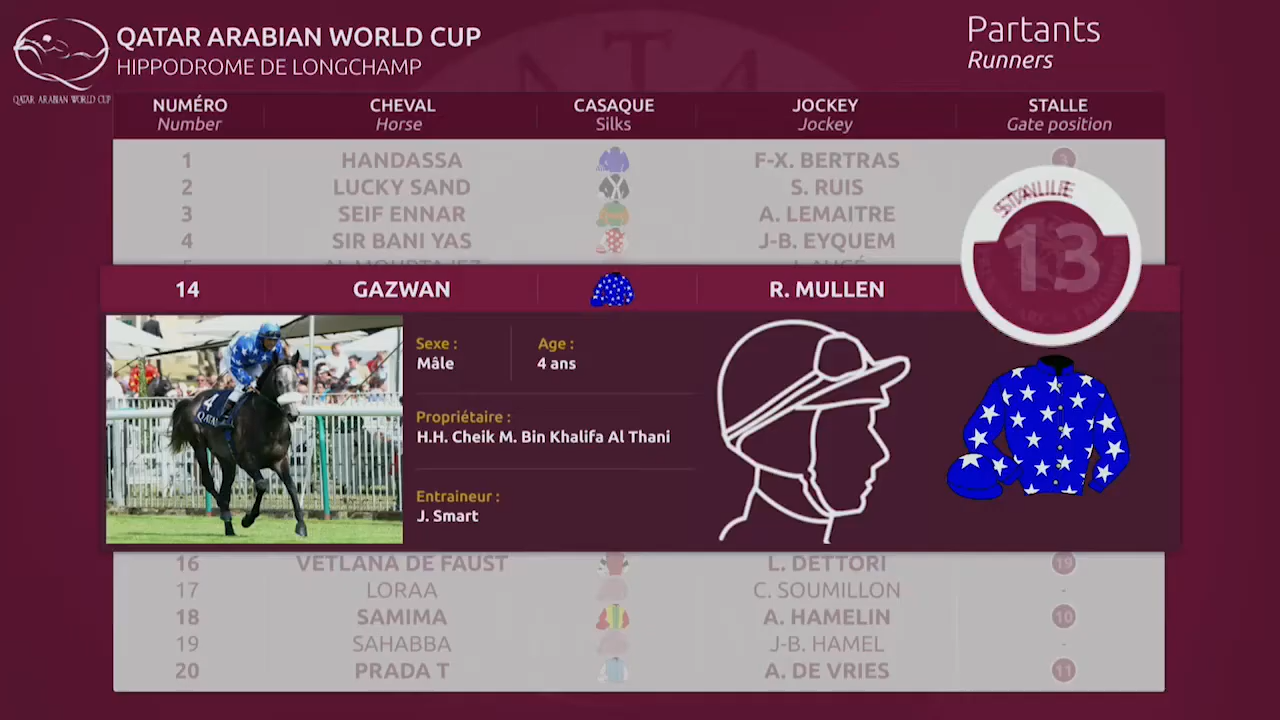 QATAR ARABIAN WORLD CUP
HIPPODROME DE LONGCHAMP
QATAR ARABIAN WORLD CUP
Partants
Runners
NUMÉRO CHEVAL CASAQUE JOCKEY STALLE
Number Horse Silks Jockey Gate position
1 HANDASSA F-X. BERTRAS 3
2 LUCKY SAND S. RUIS
3 SEIF ENNAR A. LEMAITRE
4 SIR BANI YAS J-B. EYQUEM
STALLE
13
14 GAZWAN R. MULLEN
Sexe :
Mâle
Age :
4 ans
Propriétaire :
H.H. Cheik M. Bin Khalifa Al Thani
Entraineur :
J. Smart
4
QATAR
16 VETLANA DE FAUST L. DETTORI 19
17 LORAA C. SOUMILLON -
18 SAMIMA A. HAMELIN 10
19 SAHABBA J-B. HAMEL -
20 PRADA T A. DE VRIES 11